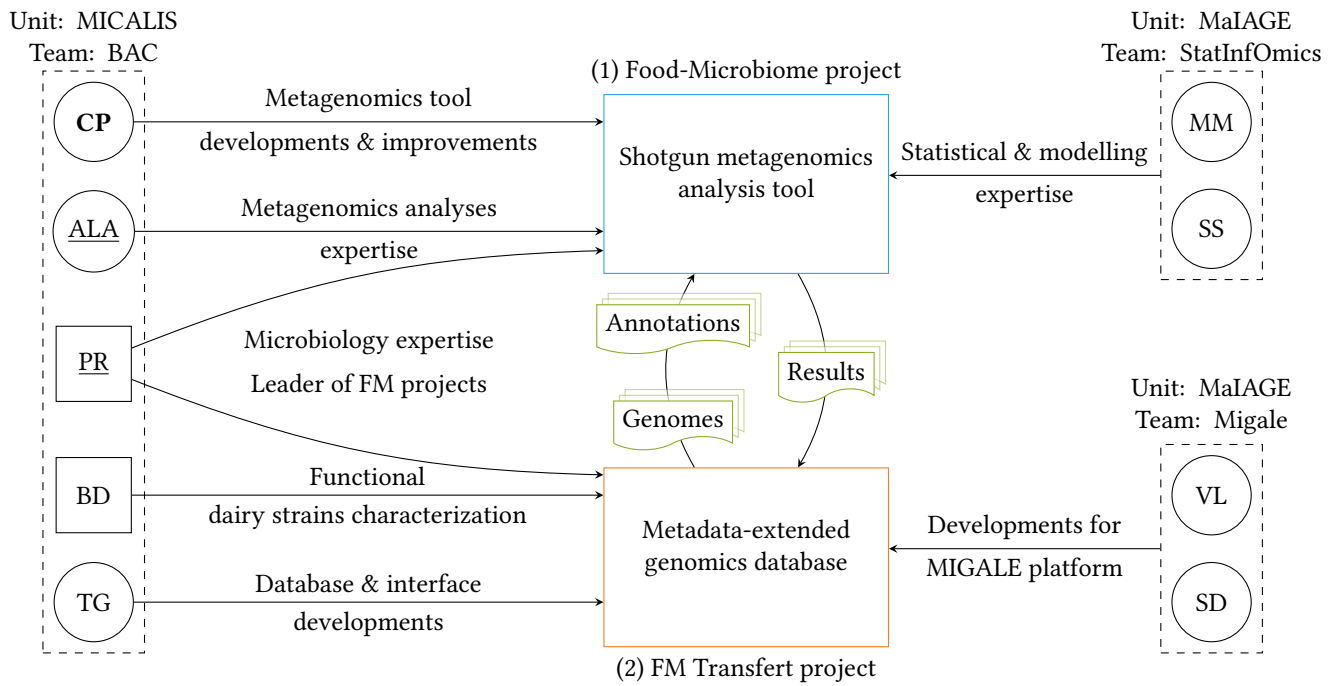 Unit: MICALIS
Team: BAC
CP
ALA
PR
BD
TG
Metagenomics tool
developments & improvements
Metagenomics analyses
expertise
Microbiology expertise
Leader of FM projects
Functional
dairy strains characterization
Database & interface
developments
(1) Food-Microbiome project
Shotgun metagenomics
analysis tool
Annotations
Genomes
Results
Metadata-extended
genomics database
(2) FM Transfert project
Statistical & modelling
expertise
Developments for
MIGALE platform
Unit: MaIAGE
Team: StatInfOmics
MM
SS
Unit: MaIAGE
Team: Migale
VL
SD